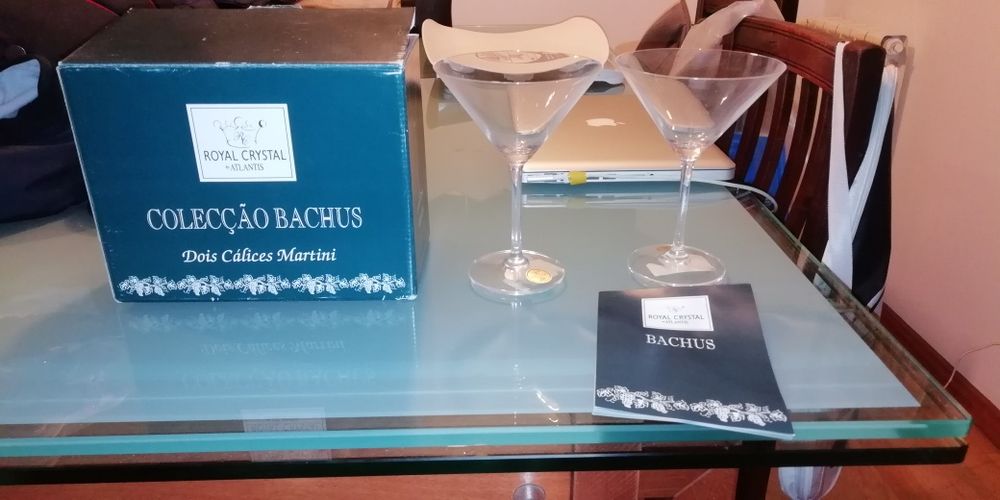 ROYAL CRYSTAL
by ATLANTIS
COLECÇÃO BACHUS
Dois Cálices Martini
ROYAL CRYSTAL
by ATLANTIS
BACHUS